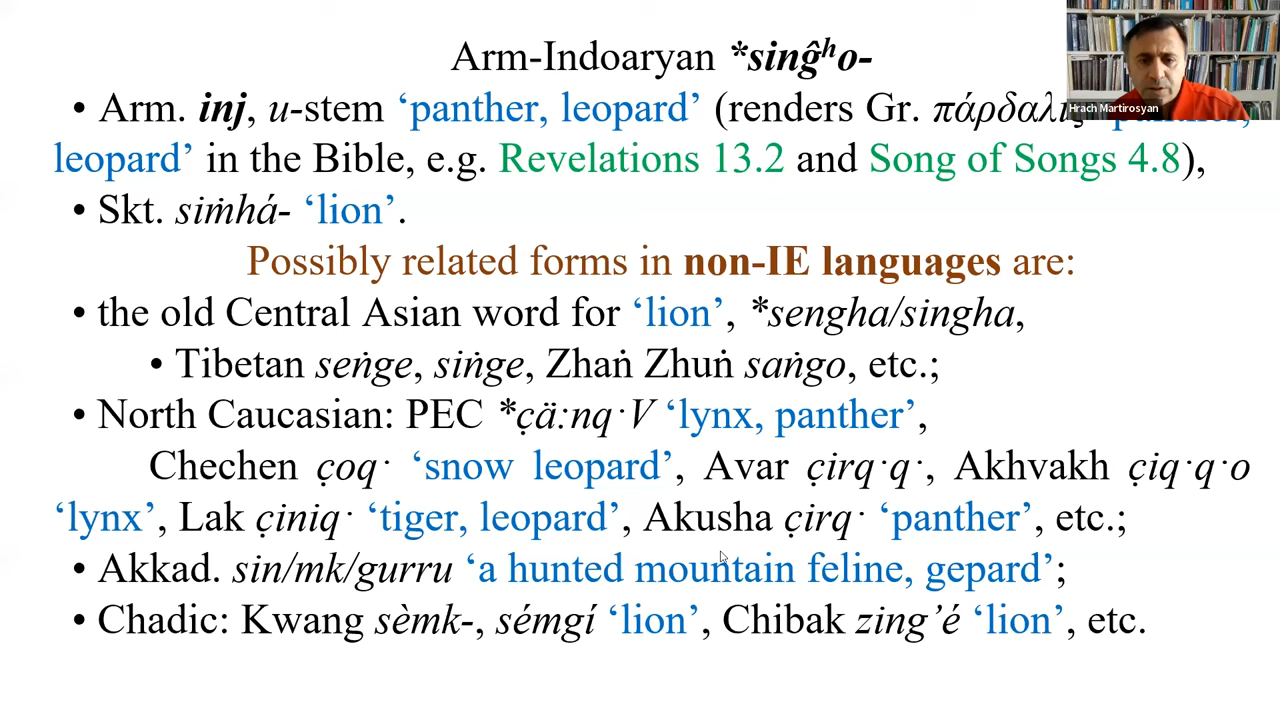 Arm-Indoaryan *sinĝʰo-
Hrach Martirosyan
• Arm. inj, u-stem ‘panther, leopard’ (renders Gr. πάρδαλις
leopard’ in the Bible, e.g. Revelations 13.2 and Song of Songs 4.8),
• Skt. siṁhá- ‘lion’.
Possibly related forms in non-IE languages are:
• the old Central Asian word for ‘lion’, *sengha/singha,
• Tibetan seṅge, siṅge, Zhaṅ Zhuṅ saṅgo, etc.;
• North Caucasian: PEC *c̣ä:nq˙V ‘lynx, panther’,
Chechen c̣oq˙ ‘snow leopard’, Avar c̣irq˙q˙, Akhvakh c̣iq˙q˙o
‘lynx’, Lak c̣iniq˙ ‘tiger, leopard’, Akusha c̣irq˙ ‘panther’, etc.;
• Akkad. sin/mk/gurru ‘a hunted mountain feline, gepard’;
• Chadic: Kwang sèmk-, sémgí ‘lion’, Chibak zing’é ‘lion’, etc.